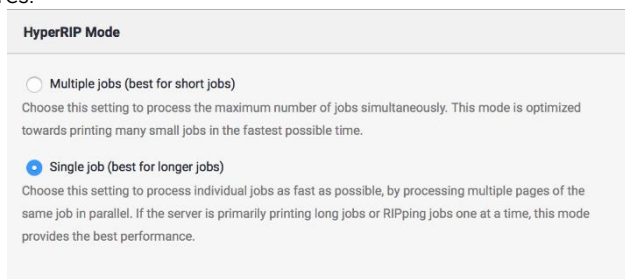 HyperRIP Mode
Multiple jobs (best for short jobs)
Choose this setting to process the maximum number of jobs simultaneously. This mode is optimized
towards printing many small jobs in the fastest possible time.
Single job (best for longer jobs)
Choose this setting to process individual jobs as fast as possible, by processing multiple pages of the
same job in parallel. If the server is primarily printing long jobs or RIPping jobs one at a time, this mode
provides the best performance.